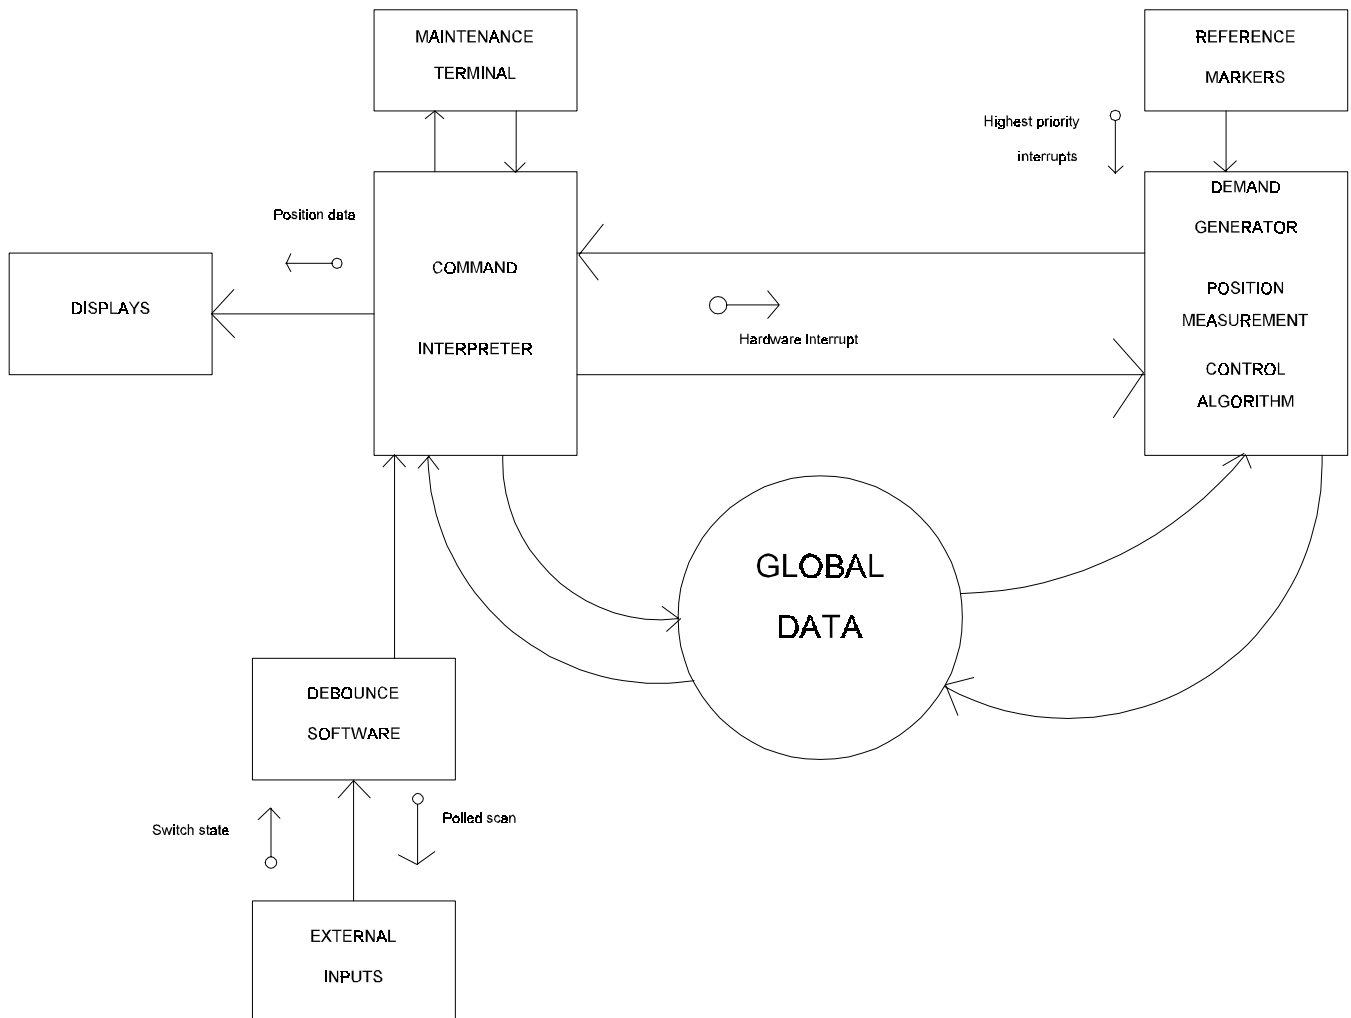 MAINTENANCE
TERMINAL
REFERENCE
MARKERS
Highest priority
interrupts
Position data
DISPLAYS
COMMAND
INTERPRETER
Hardware Interrupt
DEMAND
GENERATOR
POSITION
MEASUREMENT
CONTROL
ALGORITHM
GLOBAL
DATA
DEBOUNCE
SOFTWARE
Switch state
Polled scan
EXTERNAL
INPUTS